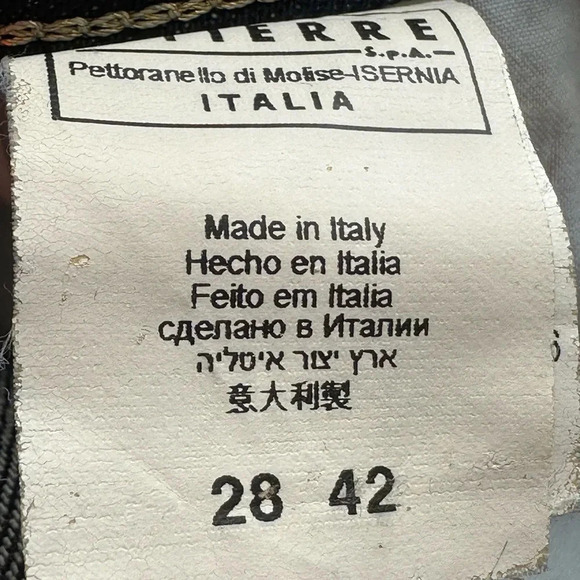 TIERRE
S.p.A.
Pettoranello di Molise-ISERNIA
ITALIA
Made in Italy
Hecho en Italia
Feito em Italia
сделано в Италии
ארץ יצור איטליה
意大利製
28 42